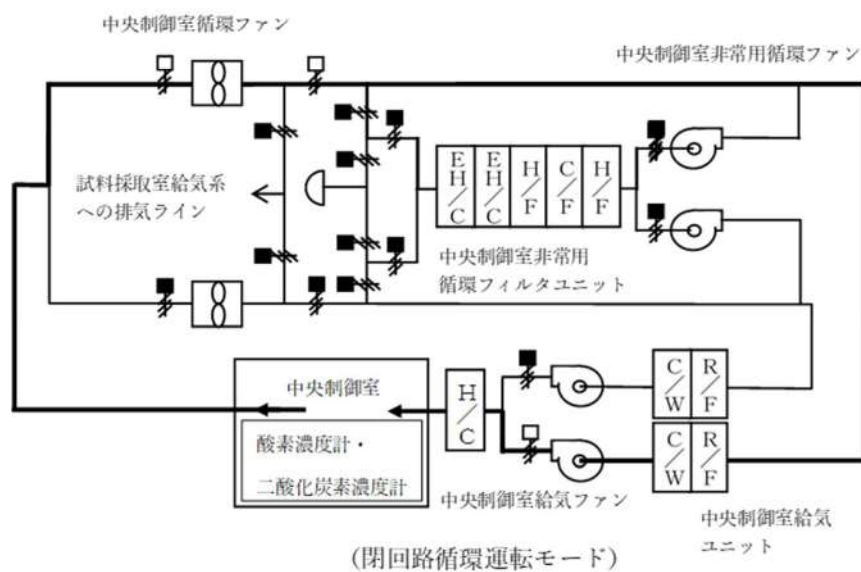 中央制御室循環ファン
中央制御室非常用循環ファン
試料採取室給気系
への排気ライン
EH/C
EH/C
H/F
C/F
H/F
中央制御室非常用
循環フィルタユニット
中央制御室
酸素濃度計・
二酸化炭素濃度計
H/C
C/W
R/F
C/W
R/F
中央制御室給気ファン
中央制御室給気
ユニット
(閉回路循環運転モード)